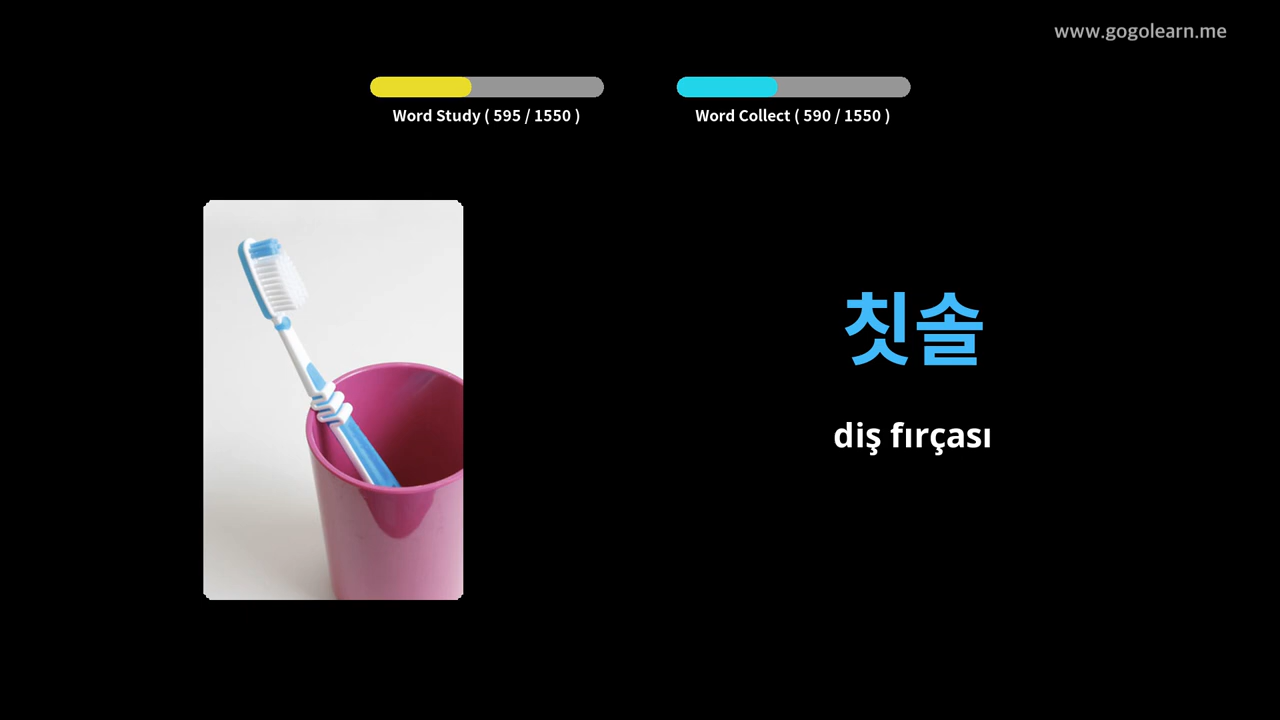 www.gogolearn.me
Word Study ( 595 / 1550 )
Word Collect ( 590 / 1550 )
칫솔
diş fırçası